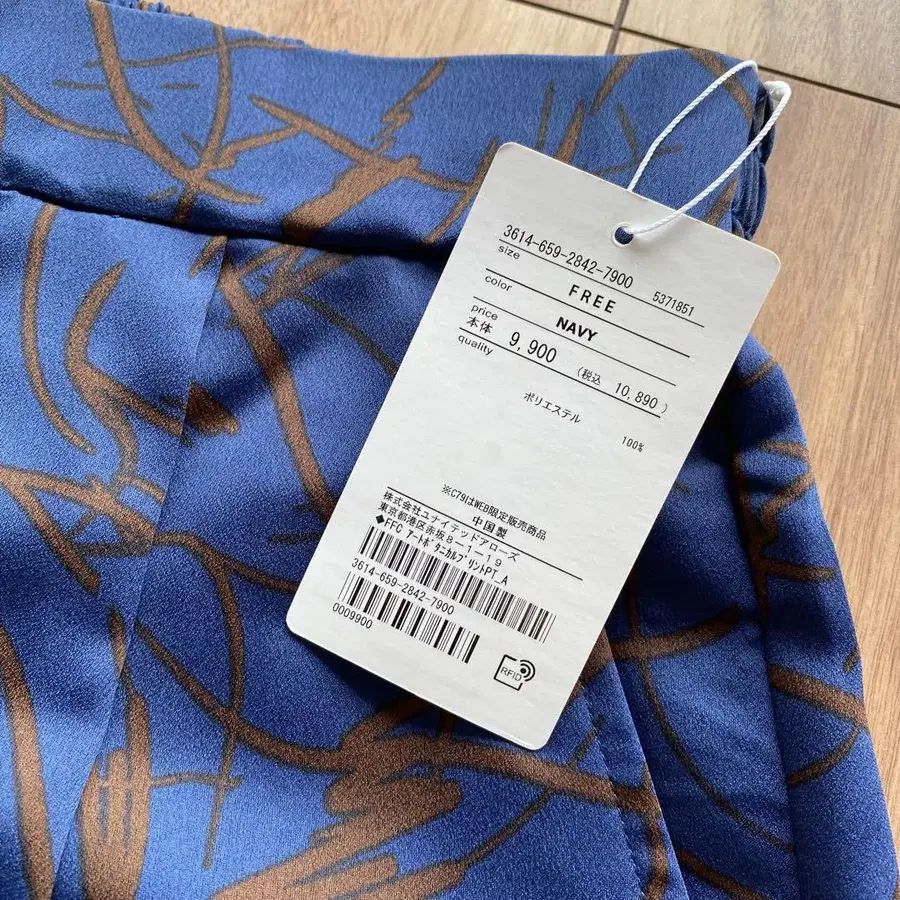 3614-659-2842-7900 5371851
size FREE
color NAVY
price
本体 9,900 (税込 10,890)
quality
ポリエステル 100%
※C79はWEB限定販売商品
中国製
株式会社ユナイテッドアローズ
東京都港区赤坂8-1-19
◆FFC アートボタニカルプリントPT_A
3614-659-2842-7900
0009900
RFID